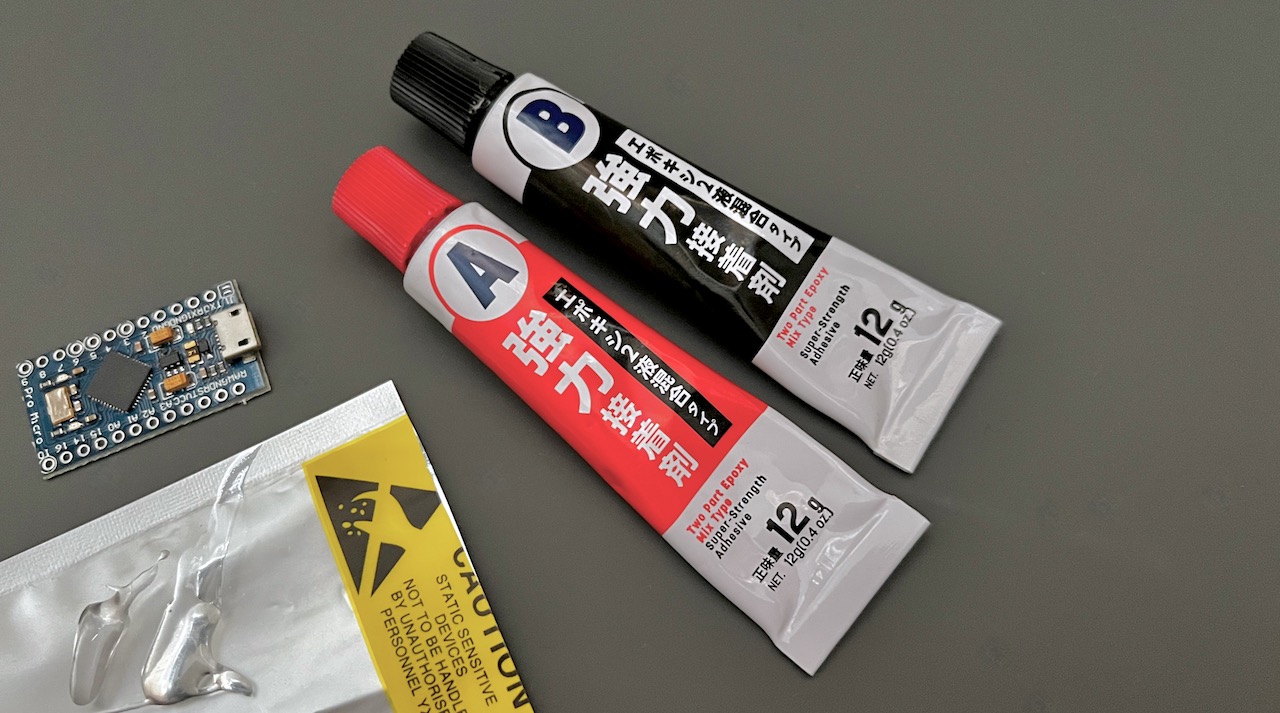 B
エポキシ2液混合タイプ
強力接着剤
Two Part Epoxy
Mix Type
Super-Strength
Adhesive
正味量 12g
NET. 12g(0.4 oz)
A
エポキシ2液混合タイプ
強力接着剤
Two Part Epoxy
Mix Type
Super-Strength
Adhesive
正味量 12g
NET. 12g(0.4 oz)
Pro Micro
CAUTION
STATIC SENSITIVE
DEVICES
NOT TO BE HANDL
BY UNAUTHORIS
PERSONNEL